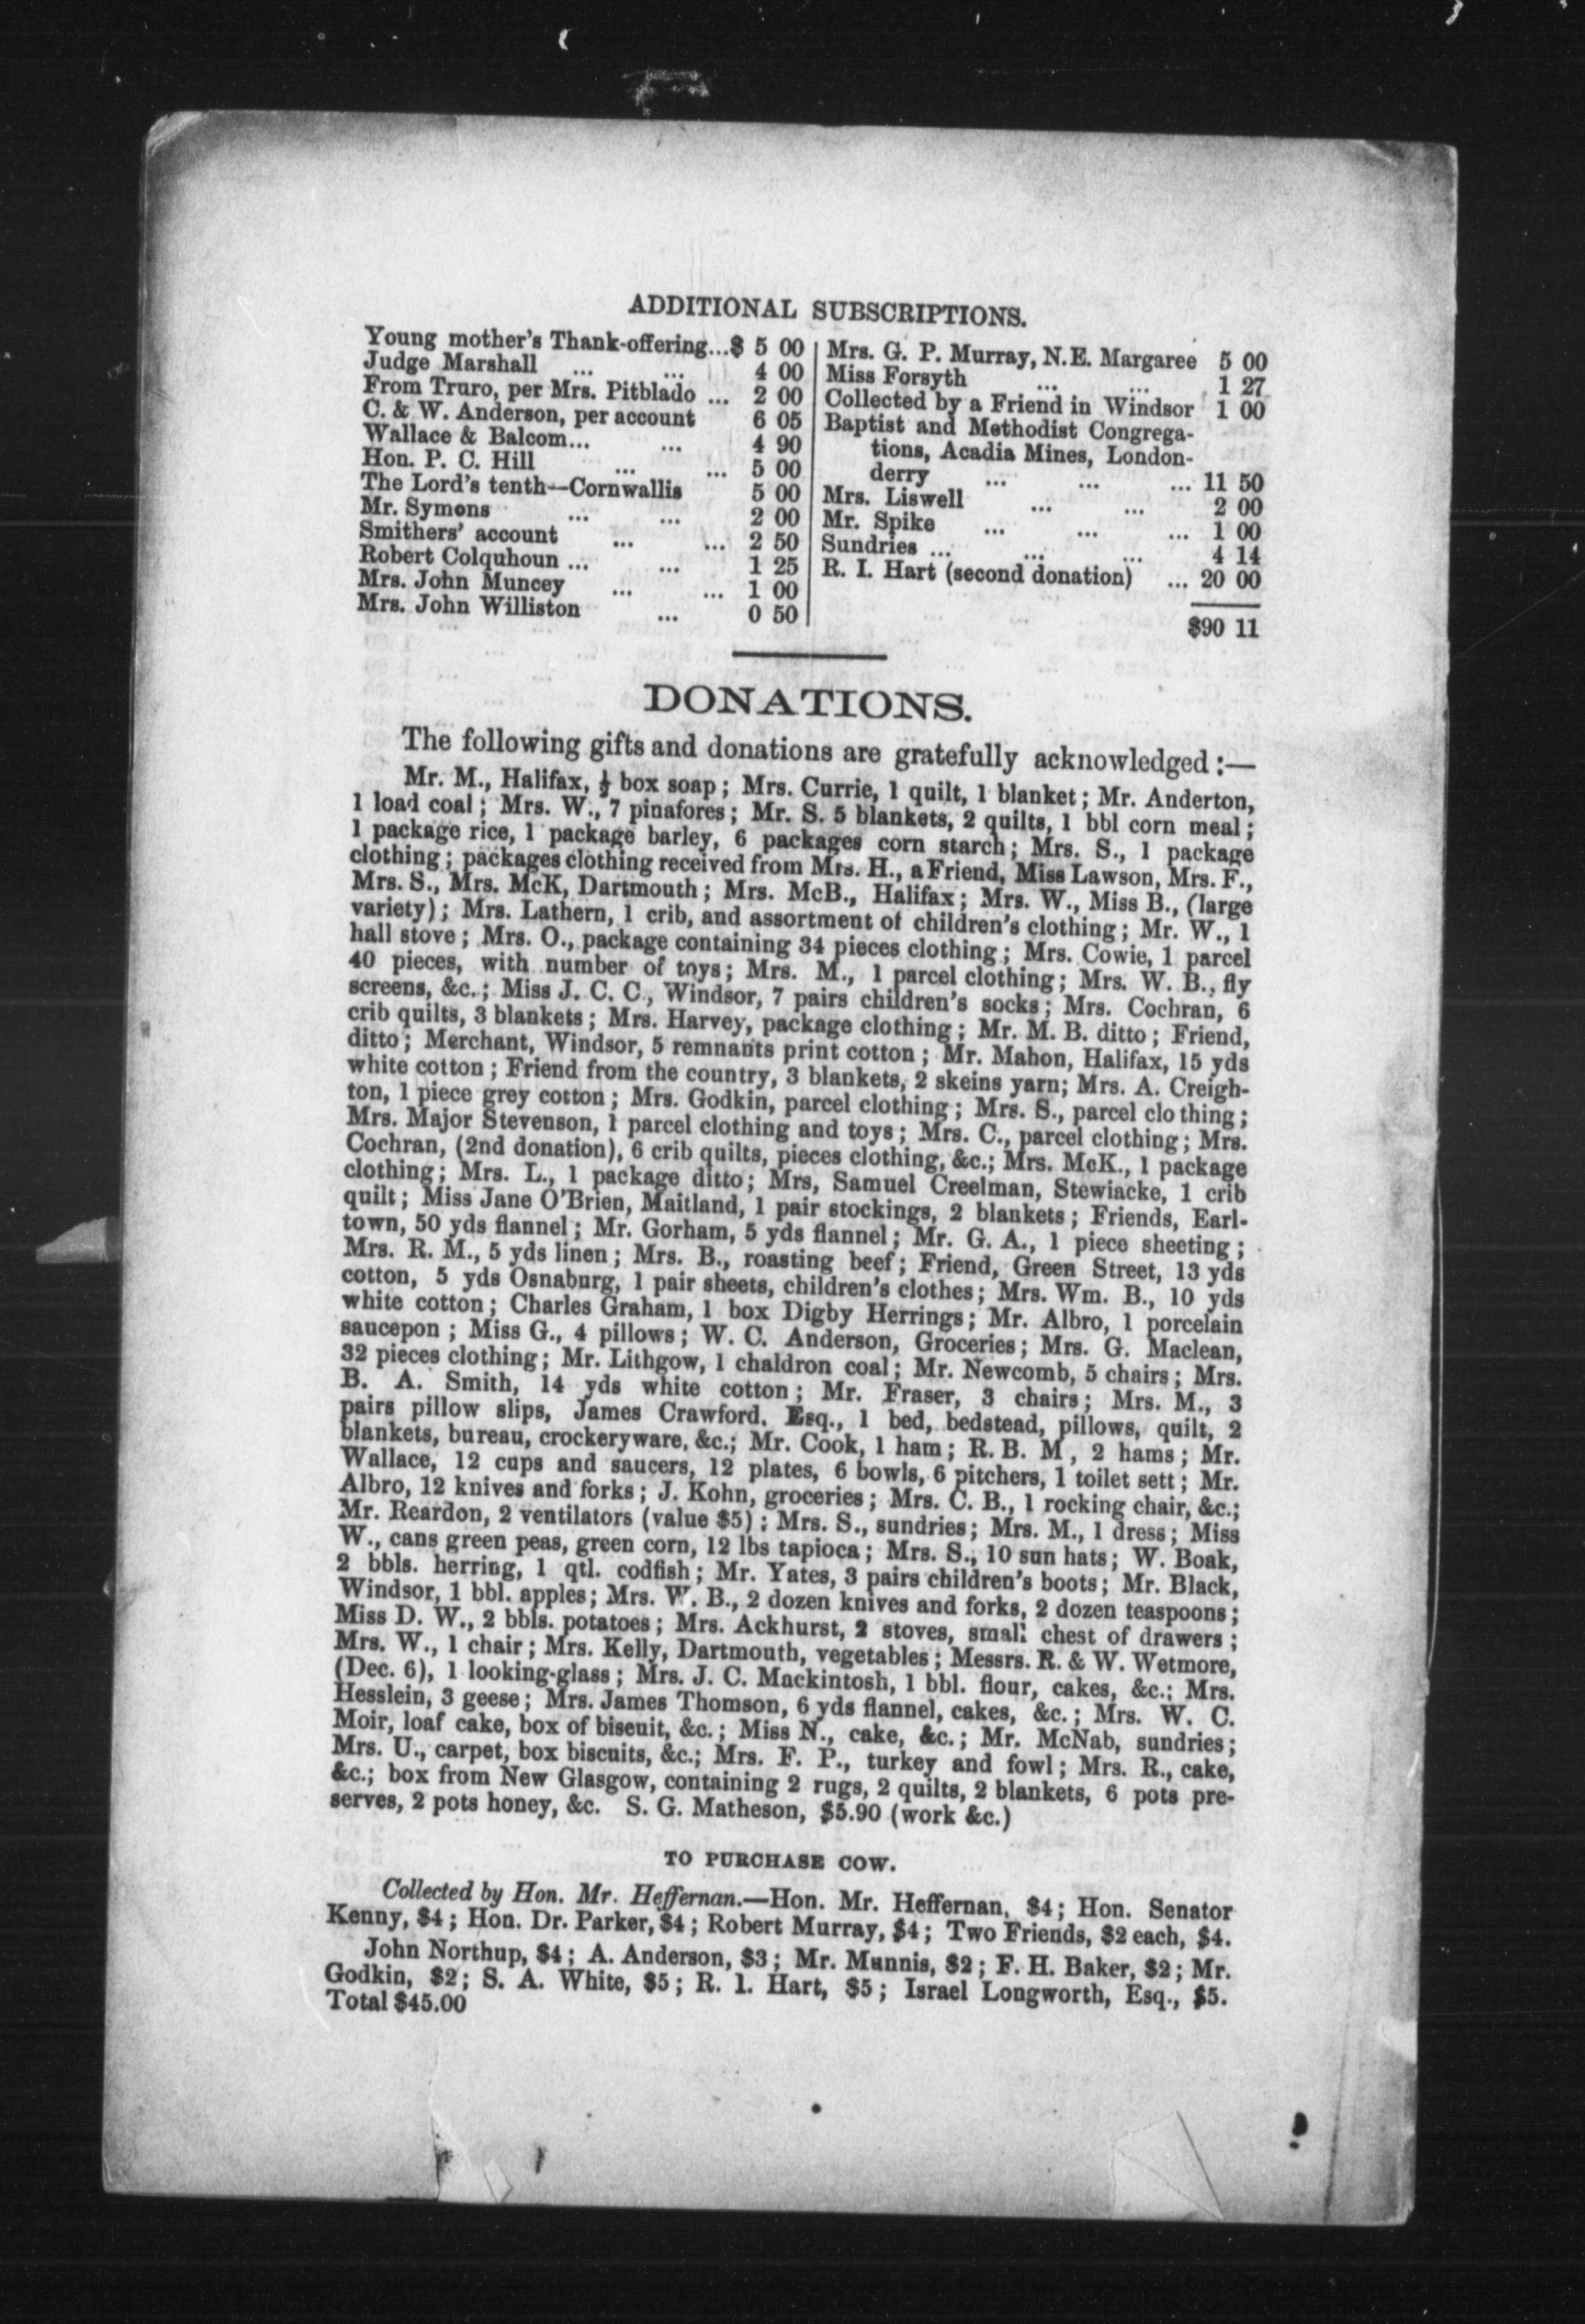 ADDITIONAL SUBSCRIPTIONS.
Young mother's Thank-offering...$ 5 00
Judge Marshall ... ... 4 00
From Truro, per Mrs. Pitblado ... 2 00
C. & W. Anderson, per account 6 05
Wallace & Balcom... ... 4 90
Hon. P. C. Hill ... ... 5 00
The Lord's tenth—Cornwallis 5 00
Mr. Symons ... ... 2 00
Smithers' account ... ... 2 50
Robert Colquhoun ... ... 1 25
Mrs. John Muncey ... ... 1 00
Mrs. John Williston ... 0 50
Mrs. G. P. Murray, N.E. Margaree 5 00
Miss Forsyth ... ... 1 27
Collected by a Friend in Windsor 1 00
Baptist and Methodist Congrega-
tions, Acadia Mines, London-
derry ... ... ... 11 50
Mrs. Liswell ... ... 2 00
Mr. Spike ... ... ... 1 00
Sundries ... ... ... 4 14
R. I. Hart (second donation) ... 20 00
$90 11
DONATIONS.
The following gifts and donations are gratefully acknowledged :—
Mr. M., Halifax, ½ box soap ; Mrs. Currie, 1 quilt, 1 blanket ; Mr. Anderton,
1 load coal ; Mrs. W., 7 pinafores ; Mr. S. 5 blankets, 2 quilts, 1 bbl corn meal ;
1 package rice, 1 package barley, 6 packages corn starch ; Mrs. S., 1 package
clothing ; packages clothing received from Mrs. H., a Friend, Miss Lawson, Mrs. F.,
Mrs. S., Mrs. McK, Dartmouth ; Mrs. McB., Halifax ; Mrs. W., Miss B., (large
variety) ; Mrs. Lathern, 1 crib, and assortment of children's clothing ; Mr. W., 1
hall stove ; Mrs. O., package containing 34 pieces clothing ; Mrs. Cowie, 1 parcel
40 pieces, with number of toys ; Mrs. M., 1 parcel clothing ; Mrs. W. B., fly
screens, &c. ; Miss J. C. C., Windsor, 7 pairs children's socks ; Mrs. Cochran, 6
crib quilts, 3 blankets ; Mrs. Harvey, package clothing ; Mr. M. B. ditto ; Friend,
ditto ; Merchant, Windsor, 5 remnants print cotton ; Mr. Mahon, Halifax, 15 yds
white cotton ; Friend from the country, 3 blankets, 2 skeins yarn; Mrs. A. Creigh-
ton, 1 piece grey cotton ; Mrs. Godkin, parcel clothing ; Mrs. S., parcel clo thing ;
Mrs. Major Stevenson, 1 parcel clothing and toys ; Mrs. C., parcel clothing ; Mrs.
Cochran, (2nd donation), 6 crib quilts, pieces clothing, &c.; Mrs. McK., 1 package
clothing ; Mrs. L., 1 package ditto ; Mrs, Samuel Creelman, Stewiacke, 1 crib
quilt ; Miss Jane O'Brien, Maitland, 1 pair stockings, 2 blankets ; Friends, Earl-
town, 50 yds flannel ; Mr. Gorham, 5 yds flannel ; Mr. G. A., 1 piece sheeting ;
Mrs. R. M., 5 yds linen ; Mrs. B., roasting beef ; Friend, Green Street, 13 yds
cotton, 5 yds Osnaburg, 1 pair sheets, children's clothes ; Mrs. Wm. B., 10 yds
white cotton ; Charles Graham, 1 box Digby Herrings ; Mr. Albro, 1 porcelain
saucepon ; Miss G., 4 pillows ; W. C. Anderson, Groceries ; Mrs. G. Maclean,
32 pieces clothing ; Mr. Lithgow, 1 chaldron coal ; Mr. Newcomb, 5 chairs ; Mrs.
B. A. Smith, 14 yds white cotton ; Mr. Fraser, 3 chairs ; Mrs. M., 3
pairs pillow slips, James Crawford, Esq., 1 bed, bedstead, pillows, quilt, 2
blankets, bureau, crockeryware, &c.; Mr. Cook, 1 ham ; R. B. M , 2 hams ; Mr.
Wallace, 12 cups and saucers, 12 plates, 6 bowls, 6 pitchers, 1 toilet sett ; Mr.
Albro, 12 knives and forks ; J. Kohn, groceries ; Mrs. C. B., 1 rocking chair, &c.;
Mr. Reardon, 2 ventilators (value $5) ; Mrs. S., sundries ; Mrs. M., 1 dress ; Miss
W., cans green peas, green corn, 12 lbs tapioca ; Mrs. S., 10 sun hats ; W. Boak,
2 bbls. herring, 1 qtl. codfish ; Mr. Yates, 3 pairs children's boots ; Mr. Black,
Windsor, 1 bbl. apples ; Mrs. W. B., 2 dozen knives and forks, 2 dozen teaspoons ;
Miss D. W., 2 bbls. potatoes ; Mrs. Ackhurst, 2 stoves, small chest of drawers ;
Mrs. W., 1 chair ; Mrs. Kelly, Dartmouth, vegetables ; Messrs. R. & W. Wetmore,
(Dec. 6), 1 looking-glass ; Mrs. J. C. Mackintosh, 1 bbl. flour, cakes, &c.; Mrs.
Hesslein, 3 geese ; Mrs. James Thomson, 6 yds flannel, cakes, &c. ; Mrs. W. C.
Moir, loaf cake, box of biscuit, &c. ; Miss N., cake, &c. ; Mr. McNab, sundries ;
Mrs. U., carpet, box biscuits, &c.; Mrs. F. P., turkey and fowl ; Mrs. R., cake,
&c.; box from New Glasgow, containing 2 rugs, 2 quilts, 2 blankets, 6 pots pre-
serves, 2 pots honey, &c. S. G. Matheson, $5.90 (work &c.)
TO PURCHASE COW.
Collected by Hon. Mr. Heffernan.—Hon. Mr. Heffernan, $4 ; Hon. Senator
Kenny, $4 ; Hon. Dr. Parker, $4 ; Robert Murray, $4 ; Two Friends, $2 each, $4.
John Northup, $4 ; A. Anderson, $3 ; Mr. Munnis, $2 ; F. H. Baker, $2 ; Mr.
Godkin, $2 ; S. A. White, $5 ; R. I. Hart, $5 ; Israel Longworth, Esq., $5.
Total $45.00